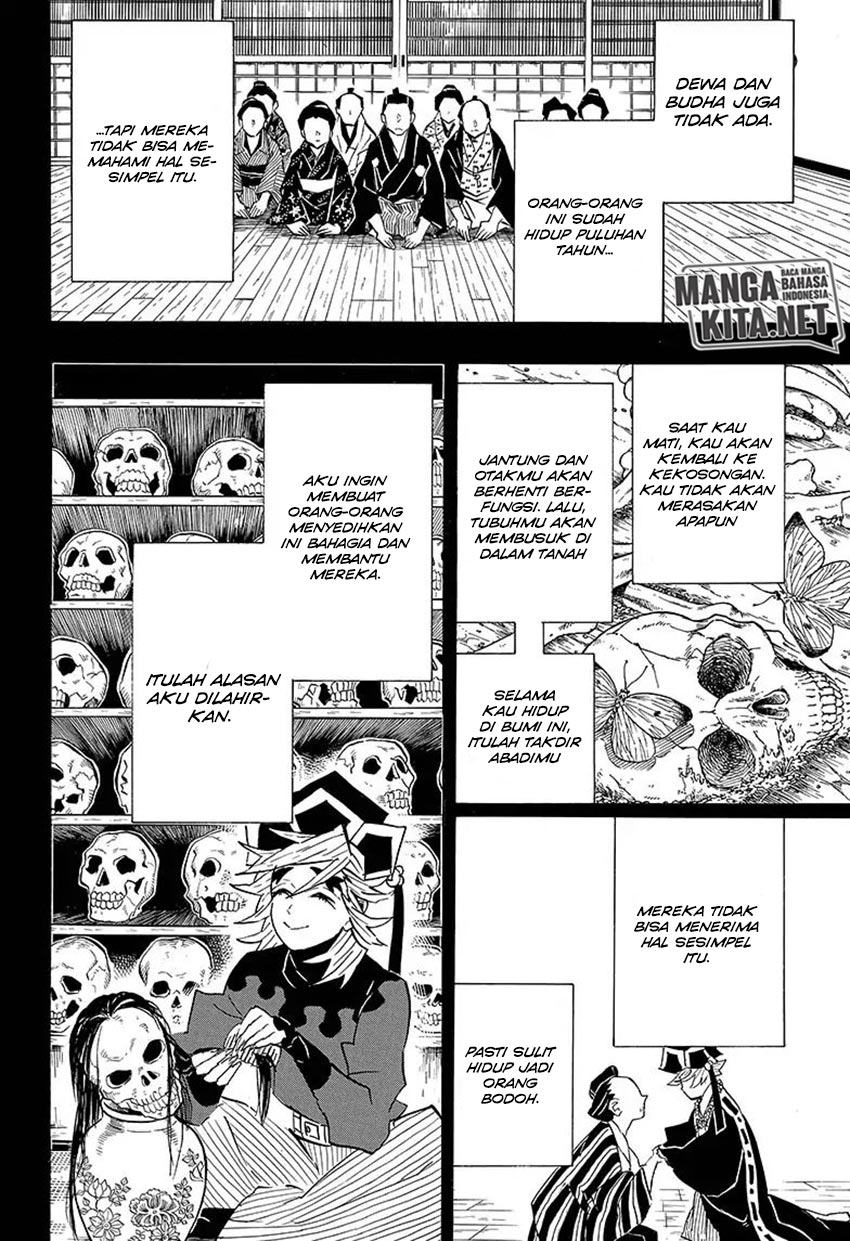 DEWA DAN
BUDHA JUGA
TIDAK ADA.
ORANG-ORANG
INI SUDAH
HIDUP PULUHAN
TAHUN...
...TAPI MEREKA
TIDAK BISA ME-
MAHAMI HAL SE-
SIMPEL ITU.
MANGA
KITA.NET
BACA MANGA
BAHASA
INDONESIA
SAAT KAU
MATI, KAU AKAN
KEMBALI KE
KEKOSONGAN.
KAU TIDAK AKAN
MERASAKAN
APAPUN
JANTUNG DAN
OTAKMU AKAN
BERHENTI BER-
FUNGSI. LALU,
TUBUHMU AKAN
MEMBUSUK DI
DALAM TANAH
SELAMA
KAU HIDUP
DI BUMI INI,
ITULAH TAKDIR
ABADIMU
MEREKA TIDAK
BISA MENERIMA
HAL SESIMPEL
ITU.
PASTI SULIT
HIDUP JADI
ORANG
BODOH.
AKU INGIN
MEMBUAT
ORANG-ORANG
MENYEDIHKAN
INI BAHAGIA DAN
MEMBANTU
MEREKA.
ITULAH ALASAN
AKU DILAHIR-
KAN.